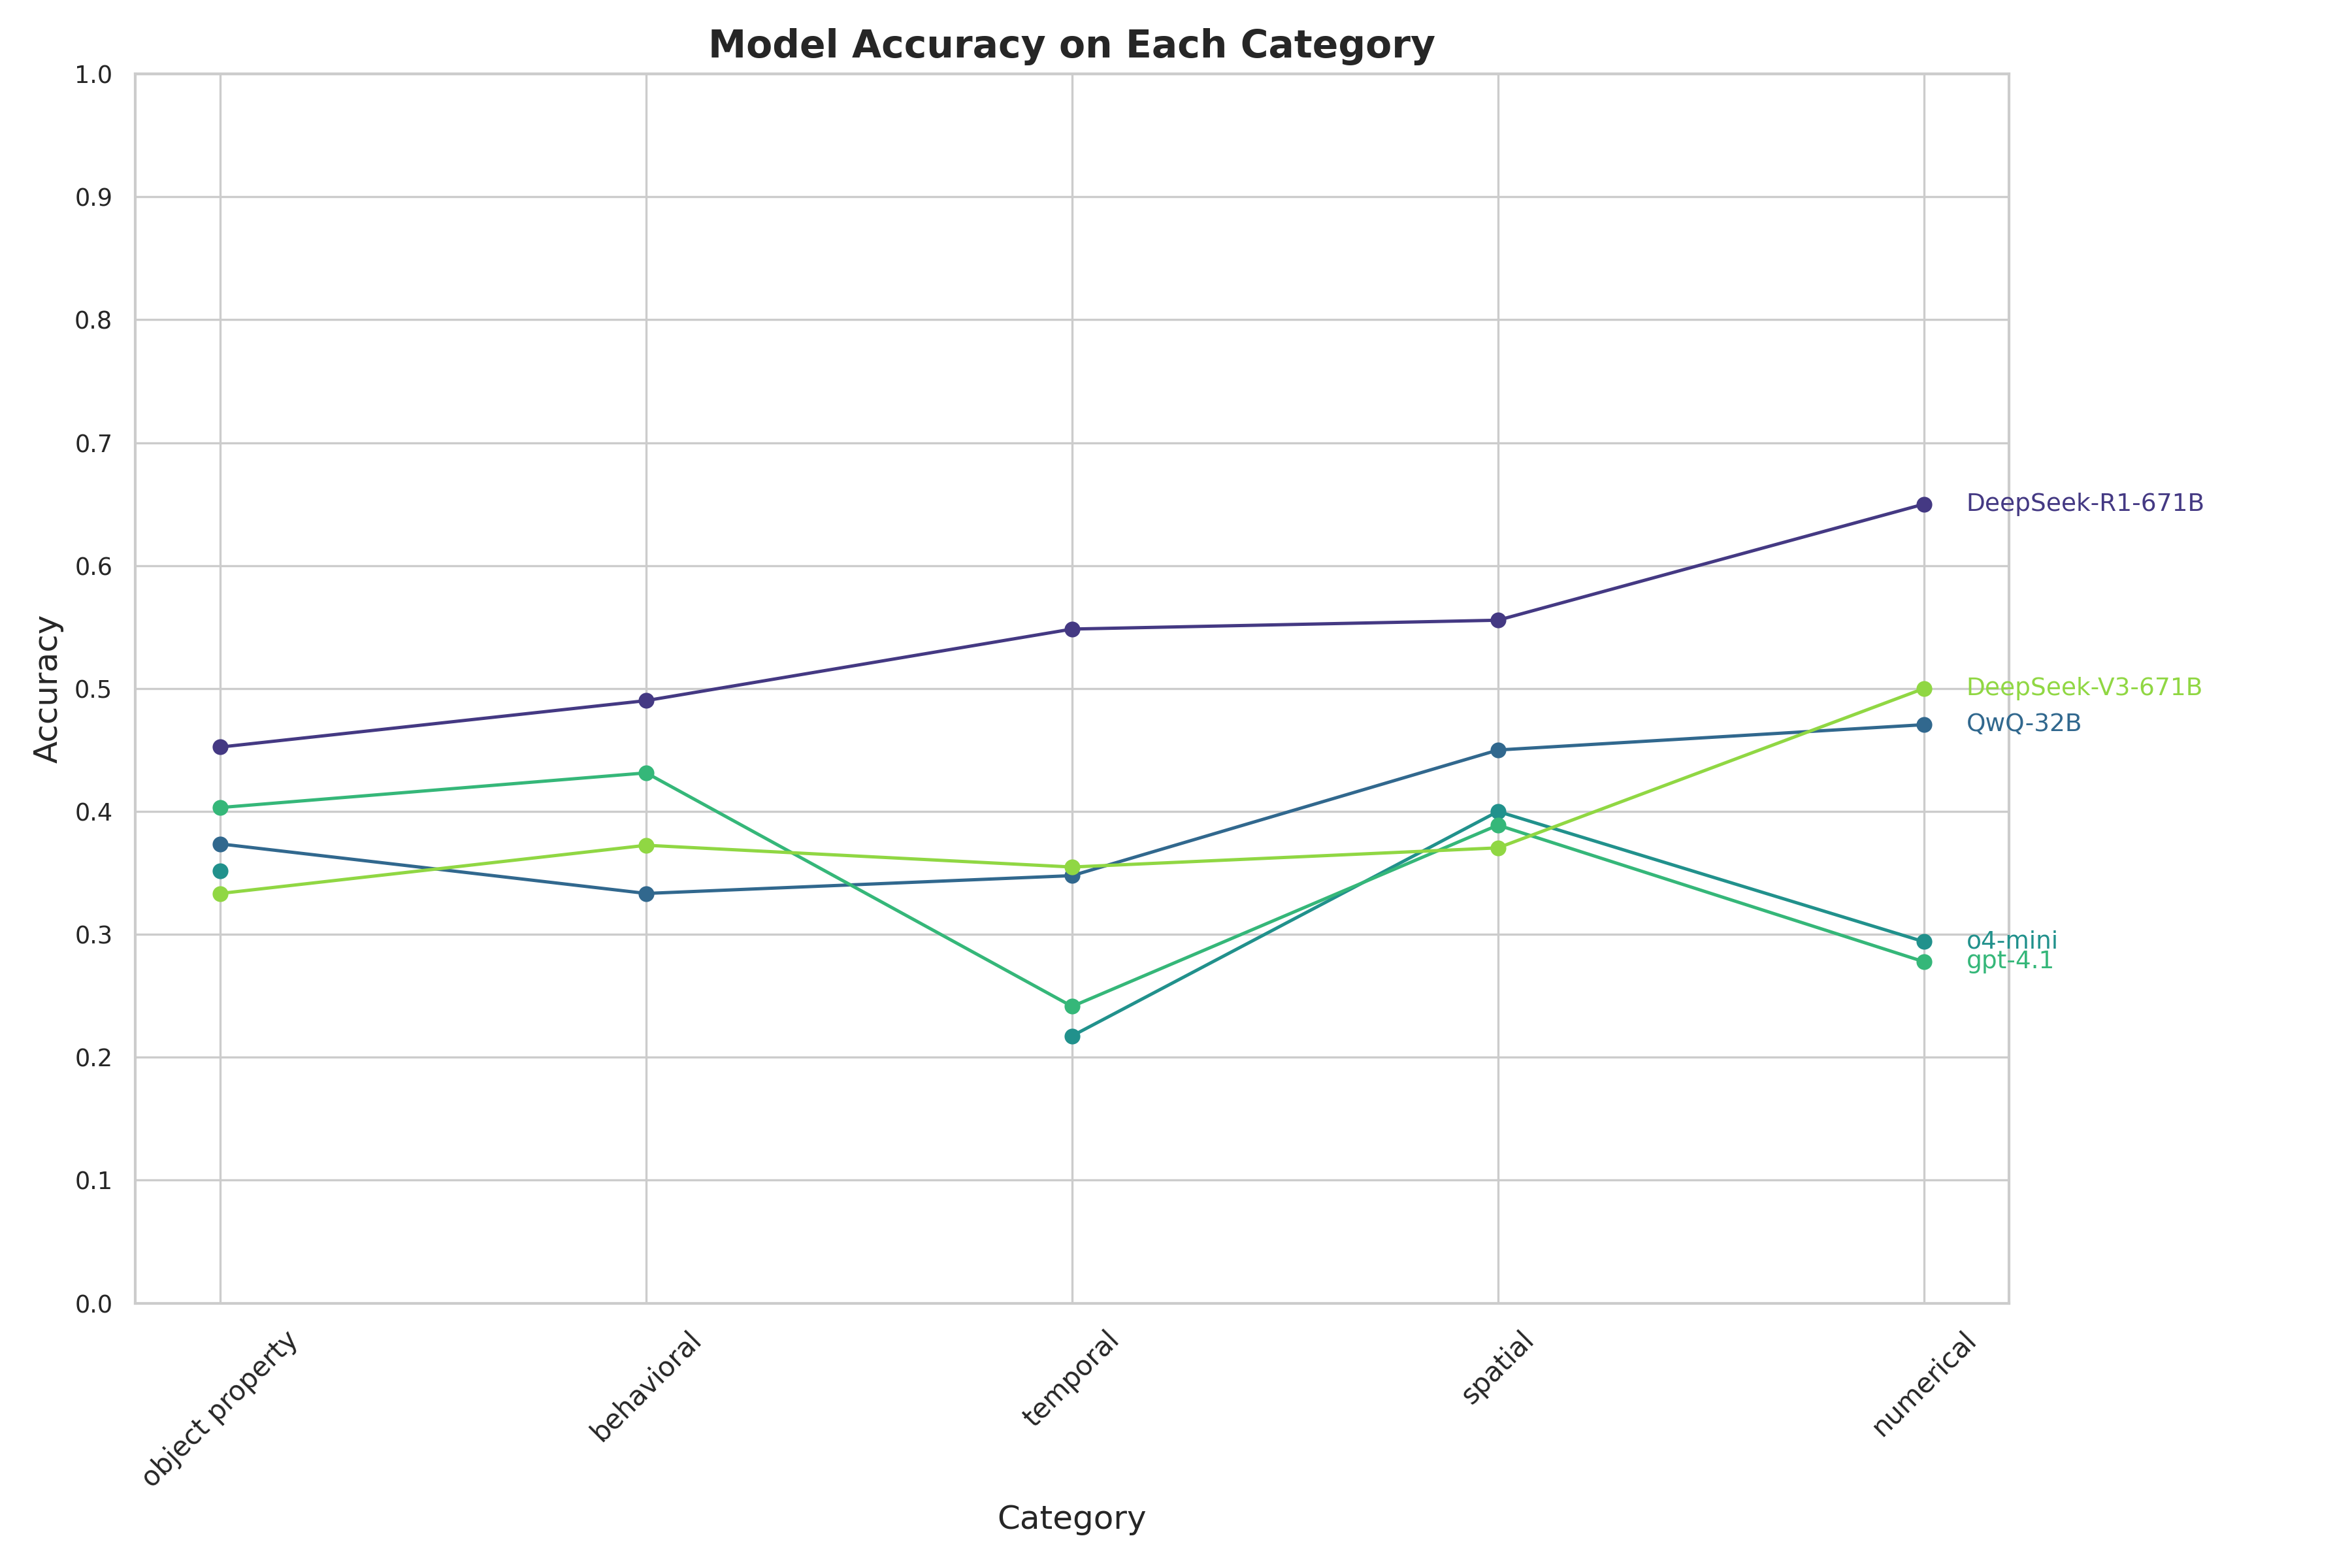 Model Accuracy on Each Category
1.0
0.9
0.8
0.7
0.6
0.5
0.4
0.3
0.2
0.1
0.0
Accuracy
DeepSeek-R1-671B
DeepSeek-V3-671B
QwQ-32B
o4-mini
gpt-4.1
object property
behavioral
temporal
spatial
numerical
Category